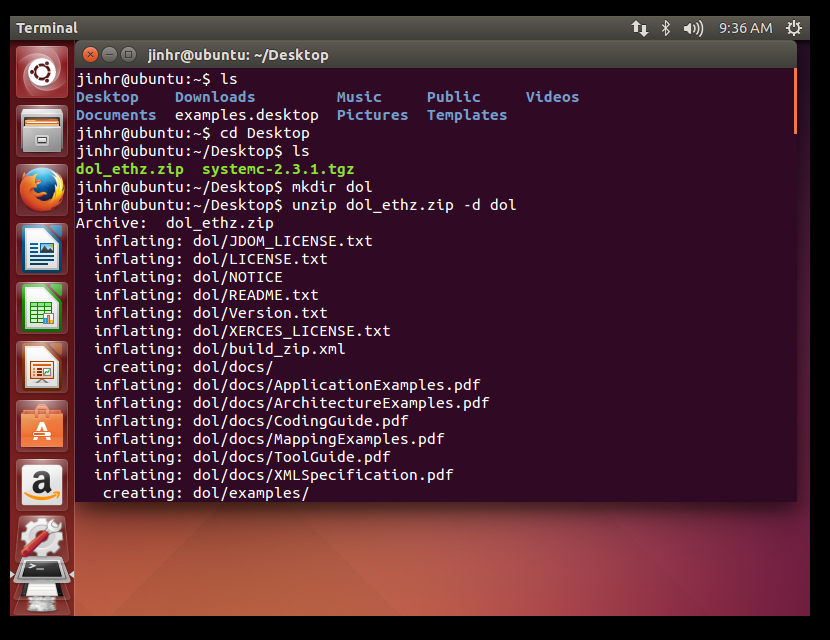 Terminal 9:36 AM
jinhr@ubuntu: ~/Desktop
jinhr@ubuntu:~$ ls
Desktop    Downloads         Music     Public     Videos
Documents  examples.desktop  Pictures  Templates
jinhr@ubuntu:~$ cd Desktop
jinhr@ubuntu:~/Desktop$ ls
dol_ethz.zip  systemc-2.3.1.tgz
jinhr@ubuntu:~/Desktop$ mkdir dol
jinhr@ubuntu:~/Desktop$ unzip dol_ethz.zip -d dol
Archive:  dol_ethz.zip
  inflating: dol/JDOM_LICENSE.txt
  inflating: dol/LICENSE.txt
  inflating: dol/NOTICE
  inflating: dol/README.txt
  inflating: dol/Version.txt
  inflating: dol/XERCES_LICENSE.txt
  inflating: dol/build_zip.xml
   creating: dol/docs/
  inflating: dol/docs/ApplicationExamples.pdf
  inflating: dol/docs/ArchitectureExamples.pdf
  inflating: dol/docs/CodingGuide.pdf
  inflating: dol/docs/MappingExamples.pdf
  inflating: dol/docs/ToolGuide.pdf
  inflating: dol/docs/XMLSpecification.pdf
   creating: dol/examples/